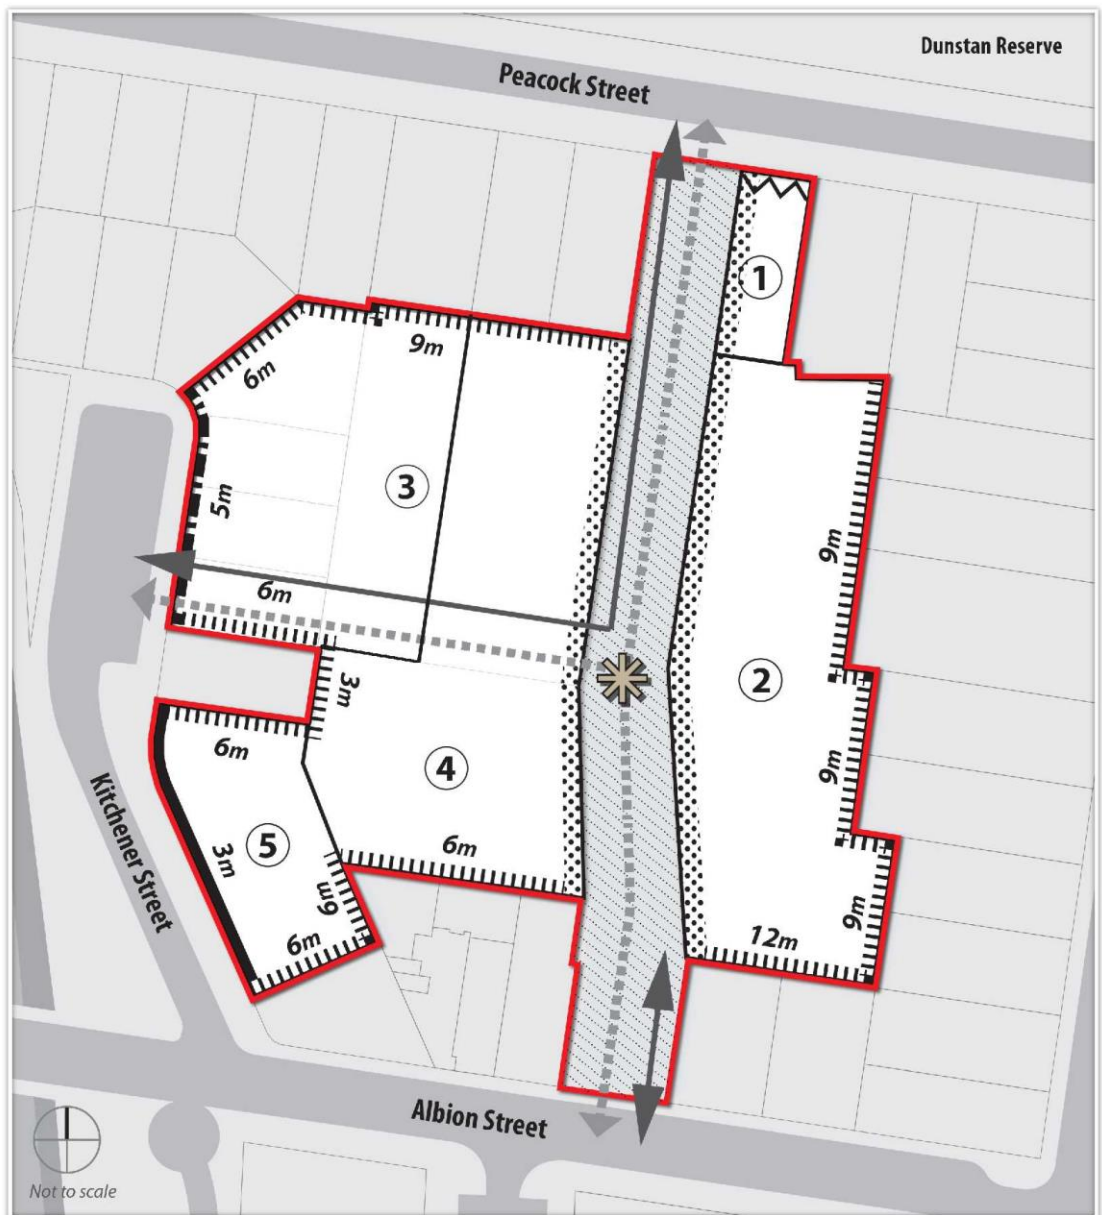 Dunstan Reserve
Peacock Street
1
9m
6m
3
5m
9m
6m
2
3m
6m
4
9m
Kitchener Street
5
3m
6m
6m
6m
9m
12m
Albion Street
Not to scale